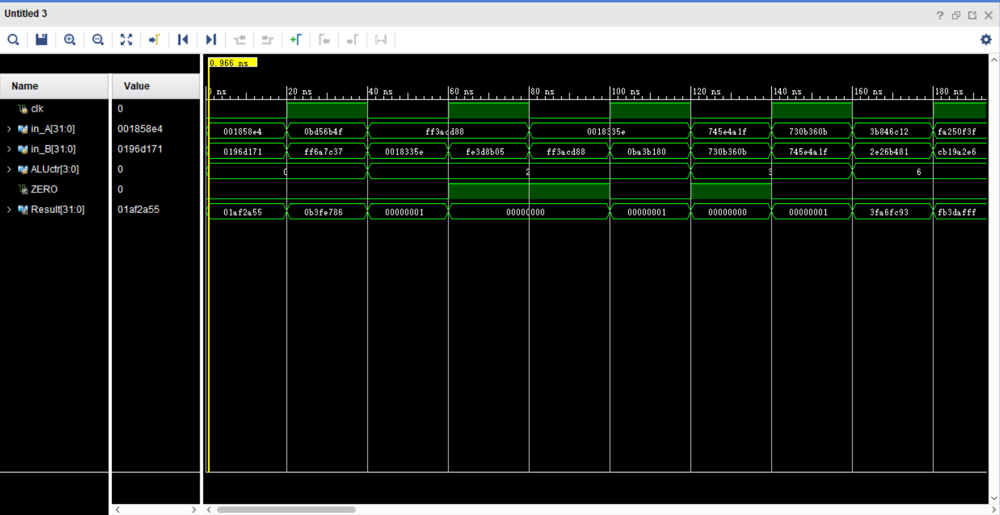 Untitled 3
?
0.966 ns
Name
Value
0 ns 20 ns 40 ns 60 ns 80 ns 100 ns 120 ns 140 ns 160 ns 180 ns
clk 0
in_A[31:0] 001858e4 001858e4 0bd56b4f ff3acd88 0018335e 745e4a1f 730b360b 3b846c12 fa250f3f
in_B[31:0] 0196d171 0196d171 ff6a7c37 0018335e fe3d8b05 ff3acd88 0ba3b180 730b360b 745e4a1f 2e26b481 cb19a2e6
ALUctr[3:0] 0 0 2 3 6
ZERO 0
Result[31:0] 01af2a55 01af2a55 0b3fe786 00000001 00000000 00000001 00000000 00000001 3fa6fc93 fb3dafff